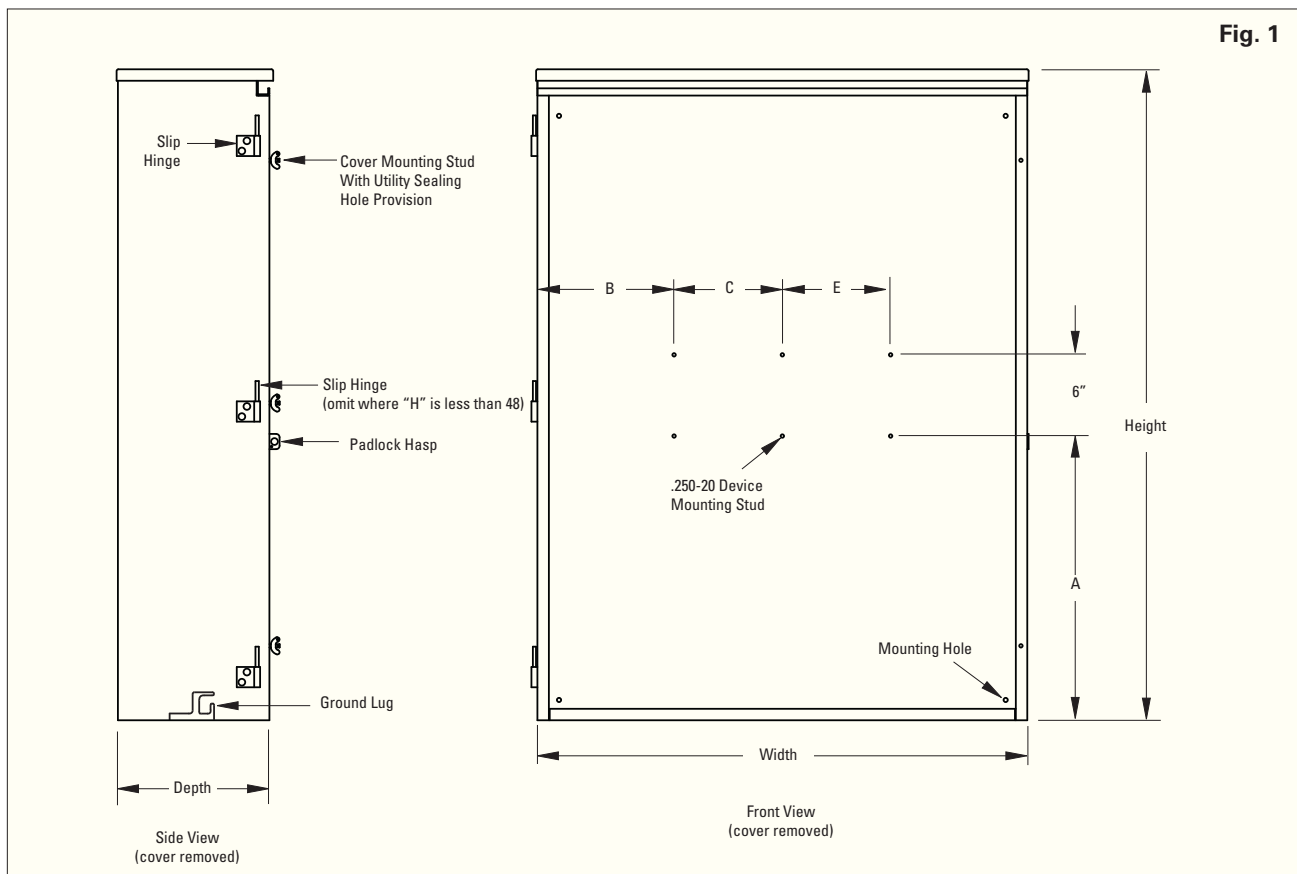 Fig. 1
Slip
Hinge
Cover Mounting Stud
With Utility Sealing
Hole Provision
B
C
E
Slip Hinge
(omit where “H” is less than 48)
6”
Padlock Hasp
Height
.250-20 Device
Mounting Stud
A
Mounting Hole
Ground Lug
Width
Depth
Front View
(cover removed)
Side View
(cover removed)